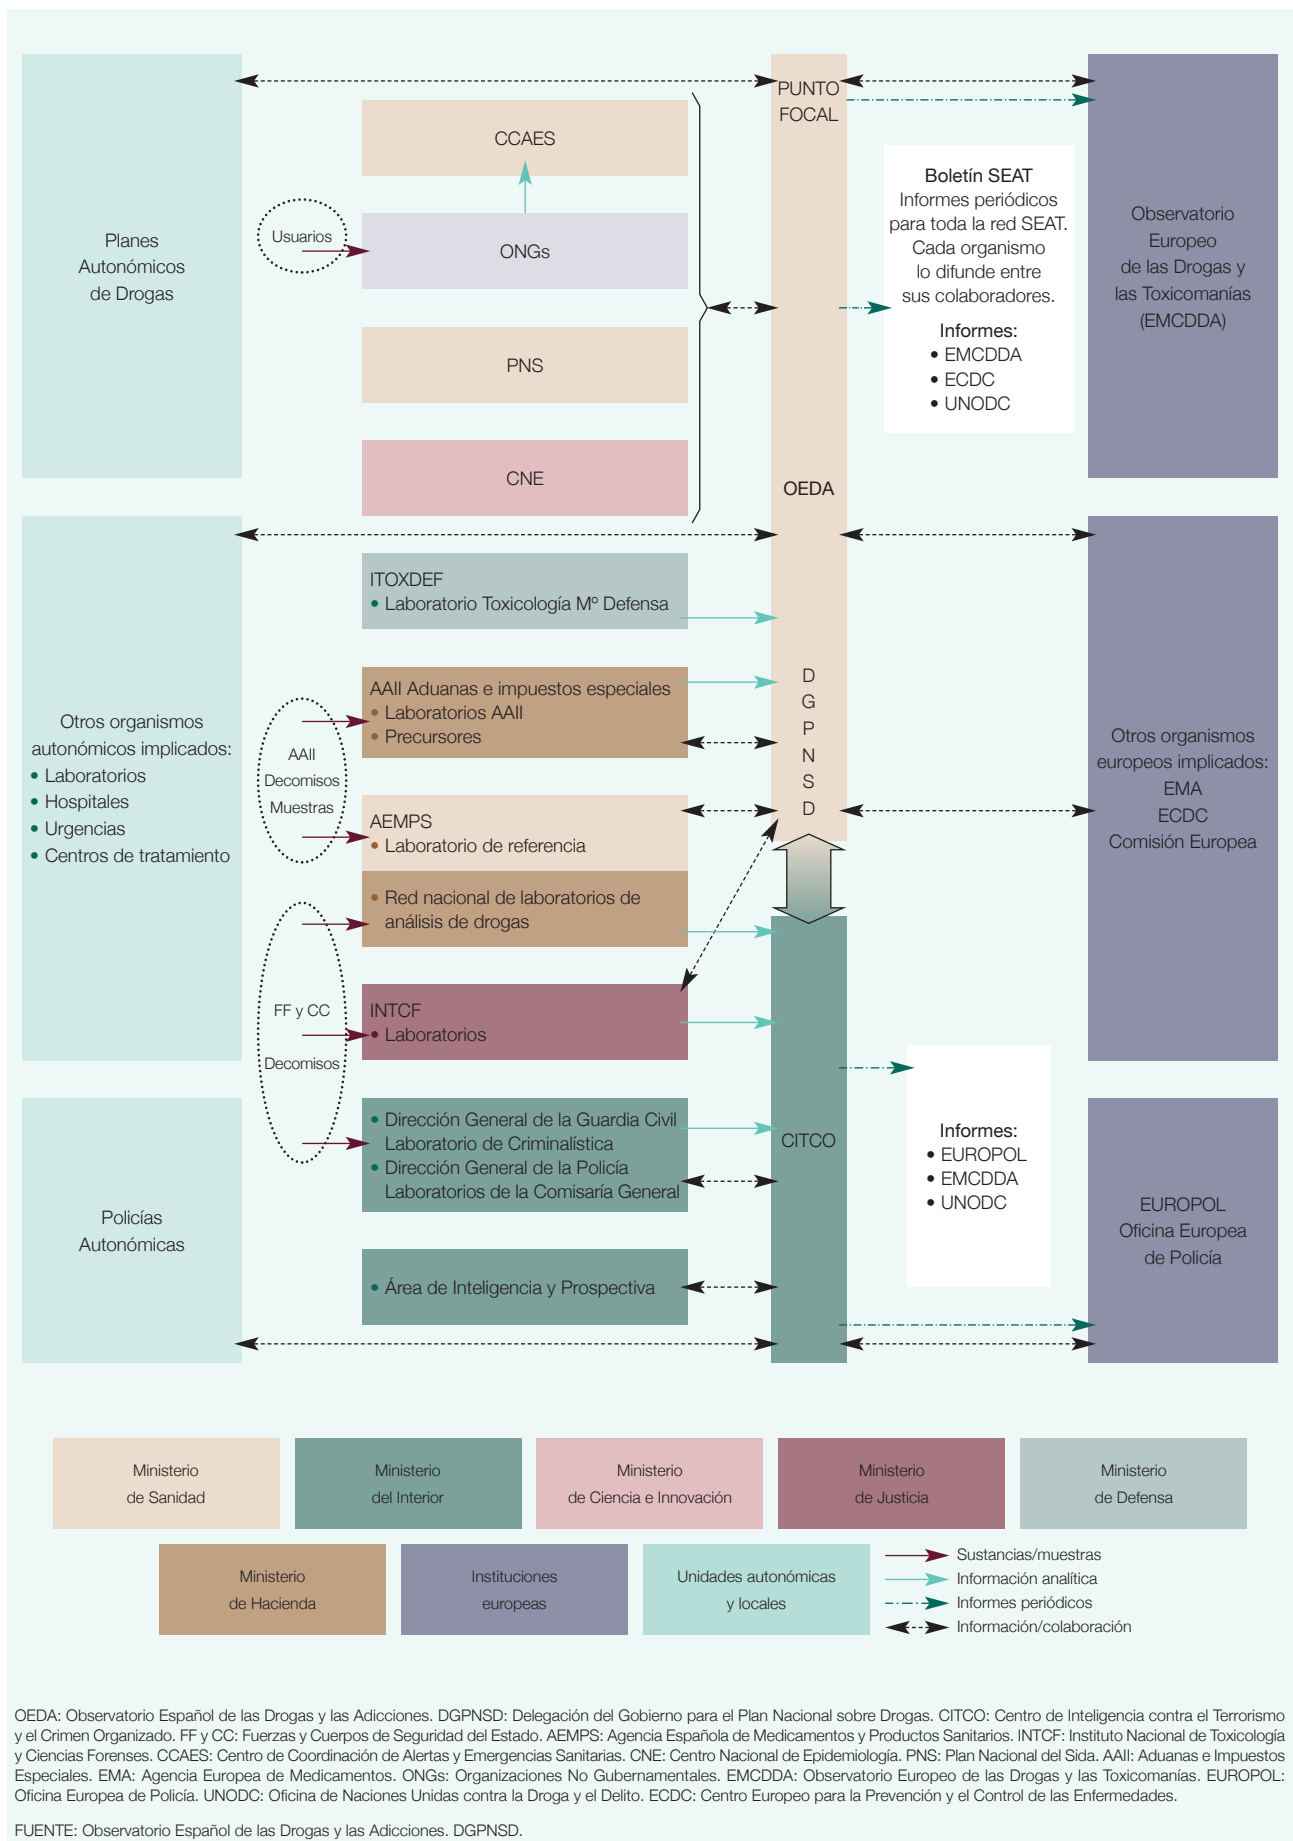 Planes
Autonómicos
de Drogas
Usuarios
CCAES
ONGs
PNS
CNE
PUNTO
FOCAL
OEDA
D
G
P
N
S
D
Boletín SEAT
Informes periódicos
para toda la red SEAT.
Cada organismo
lo difunde entre
sus colaboradores.
Informes:
• EMCDDA
• ECDC
• UNODC
Observatorio
Europeo
de las Drogas y
las Toxicomanías
(EMCDDA)
Otros organismos
autonómicos implicados:
• Laboratorios
• Hospitales
• Urgencias
• Centros de tratamiento
AAII
Decomisos
Muestras
FF y CC
Decomisos
ITOXDEF
• Laboratorio Toxicología Mº Defensa
AAII Aduanas e impuestos especiales
• Laboratorios AAII
• Precursores
AEMPS
• Laboratorio de referencia
• Red nacional de laboratorios de
análisis de drogas
INTCF
• Laboratorios
• Dirección General de la Guardia Civil
Laboratorio de Criminalística
• Dirección General de la Policía
Laboratorios de la Comisaría General
• Área de Inteligencia y Prospectiva
CITCO
Informes:
• EUROPOL
• EMCDDA
• UNODC
Otros organismos
europeos implicados:
EMA
ECDC
Comisión Europea
Policías
Autonómicas
EUROPOL
Oficina Europea
de Policía
Ministerio
de Sanidad
Ministerio
del Interior
Ministerio
de Ciencia e Innovación
Ministerio
de Justicia
Ministerio
de Defensa
Ministerio
de Hacienda
Instituciones
europeas
Unidades autonómicas
y locales
Sustancias/muestras
Información analítica
Informes periódicos
Información/colaboración
OEDA: Observatorio Español de las Drogas y las Adicciones. DGPNSD: Delegación del Gobierno para el Plan Nacional sobre Drogas. CITCO: Centro de Inteligencia contra el Terrorismo
y el Crimen Organizado. FF y CC: Fuerzas y Cuerpos de Seguridad del Estado. AEMPS: Agencia Española de Medicamentos y Productos Sanitarios. INTCF: Instituto Nacional de Toxicología
y Ciencias Forenses. CCAES: Centro de Coordinación de Alertas y Emergencias Sanitarias. CNE: Centro Nacional de Epidemiología. PNS: Plan Nacional del Sida. AAII: Aduanas e Impuestos
Especiales. EMA: Agencia Europea de Medicamentos. ONGs: Organizaciones No Gubernamentales. EMCDDA: Observatorio Europeo de las Drogas y las Toxicomanías. EUROPOL:
Oficina Europea de Policía. UNODC: Oficina de Naciones Unidas contra la Droga y el Delito. ECDC: Centro Europeo para la Prevención y el Control de las Enfermedades.
FUENTE: Observatorio Español de las Drogas y las Adicciones. DGPNSD.